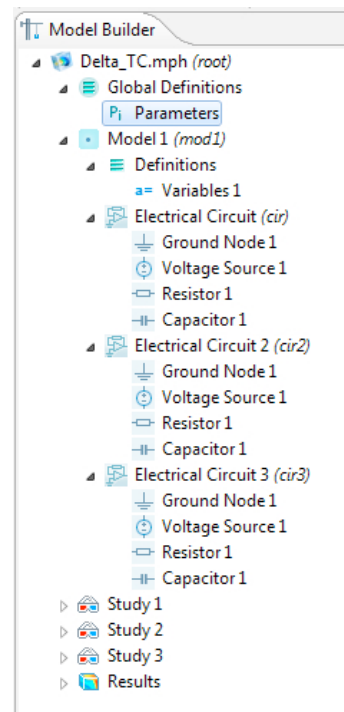 Model Builder
Delta_TC.mph (root)
Global Definitions
Pi Parameters
Model 1 (mod1)
Definitions
a= Variables 1
Electrical Circuit (cir)
Ground Node 1
Voltage Source 1
Resistor 1
Capacitor 1
Electrical Circuit 2 (cir2)
Ground Node 1
Voltage Source 1
Resistor 1
Capacitor 1
Electrical Circuit 3 (cir3)
Ground Node 1
Voltage Source 1
Resistor 1
Capacitor 1
Study 1
Study 2
Study 3
Results